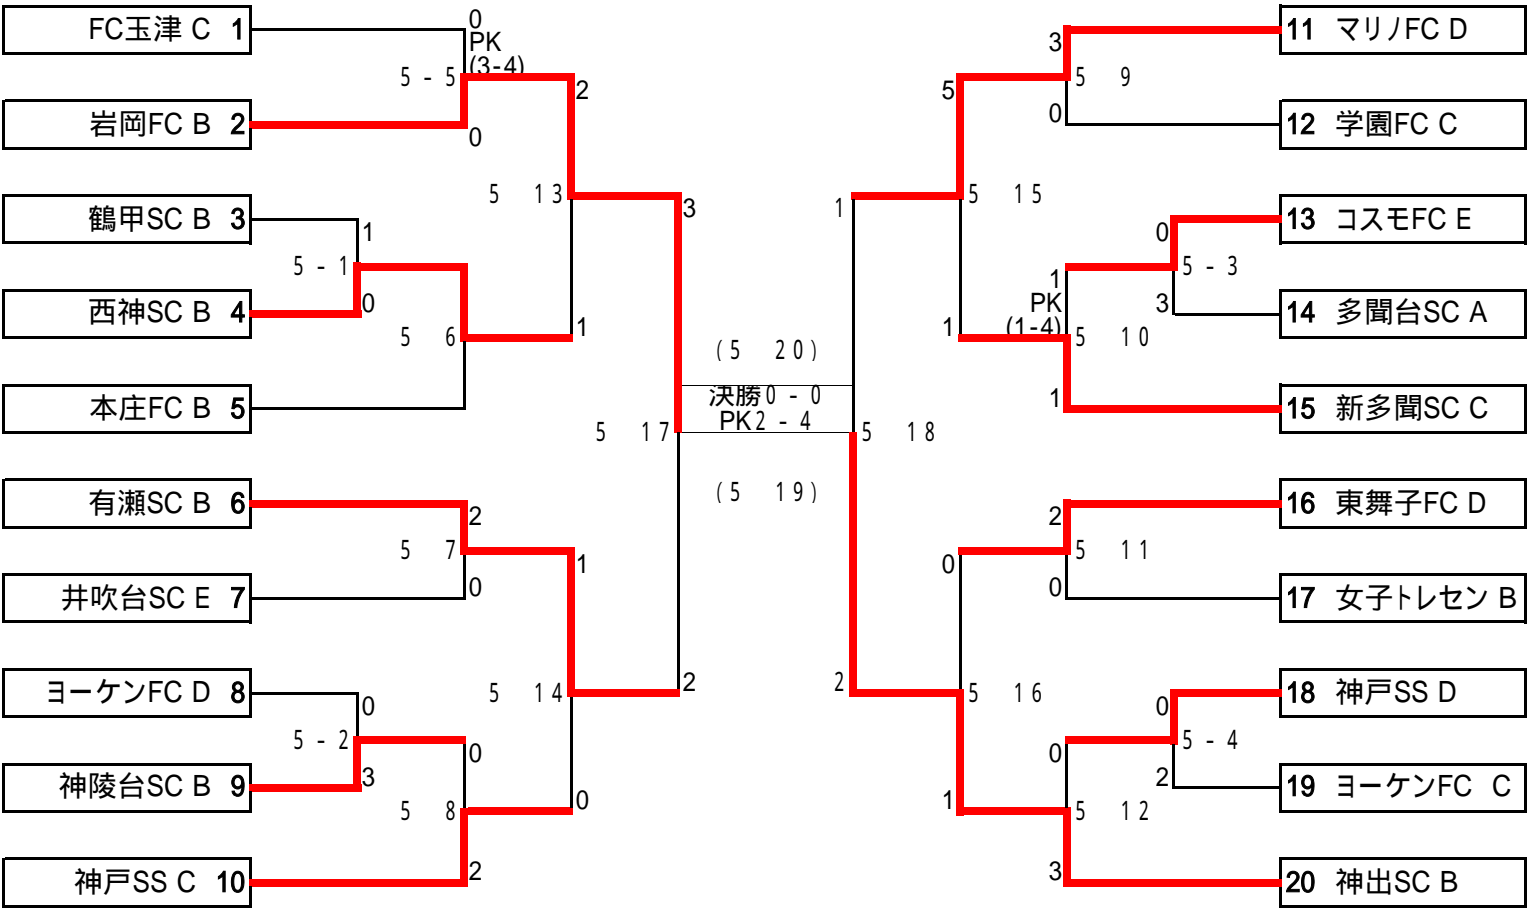 FC玉津 C 1
0
PK
(3-4)
5 - 5
岩岡FC B 2
0
2
5 13
鶴甲SC B 3
1
5 - 1
西神SC B 4
0
5 6
1
本庄FC B 5
3
5 17
有瀬SC B 6
2
5 7
井吹台SC E 7
0
1
5 14
2
ヨーケンFC D 8
0
5 - 2
神陵台SC B 9
3
0
5 8
0
神戸SS C 10
2
(5 20)
決勝0 - 0
PK2 - 4
(5 19)
11 マリノFC D
3
5 9
12 学園FC C
0
5
5 15
1
13 コスモFC E
0
5 - 3
14 多聞台SC A
3
1
PK
(1-4)
5 10
1
15 新多聞SC C
1
5 18
16 東舞子FC D
2
5 11
17 女子トレセン B
0
0
5 16
2
18 神戸SS D
0
5 - 4
19 ヨーケンFC C
2
0
5 12
1
20 神出SC B
3